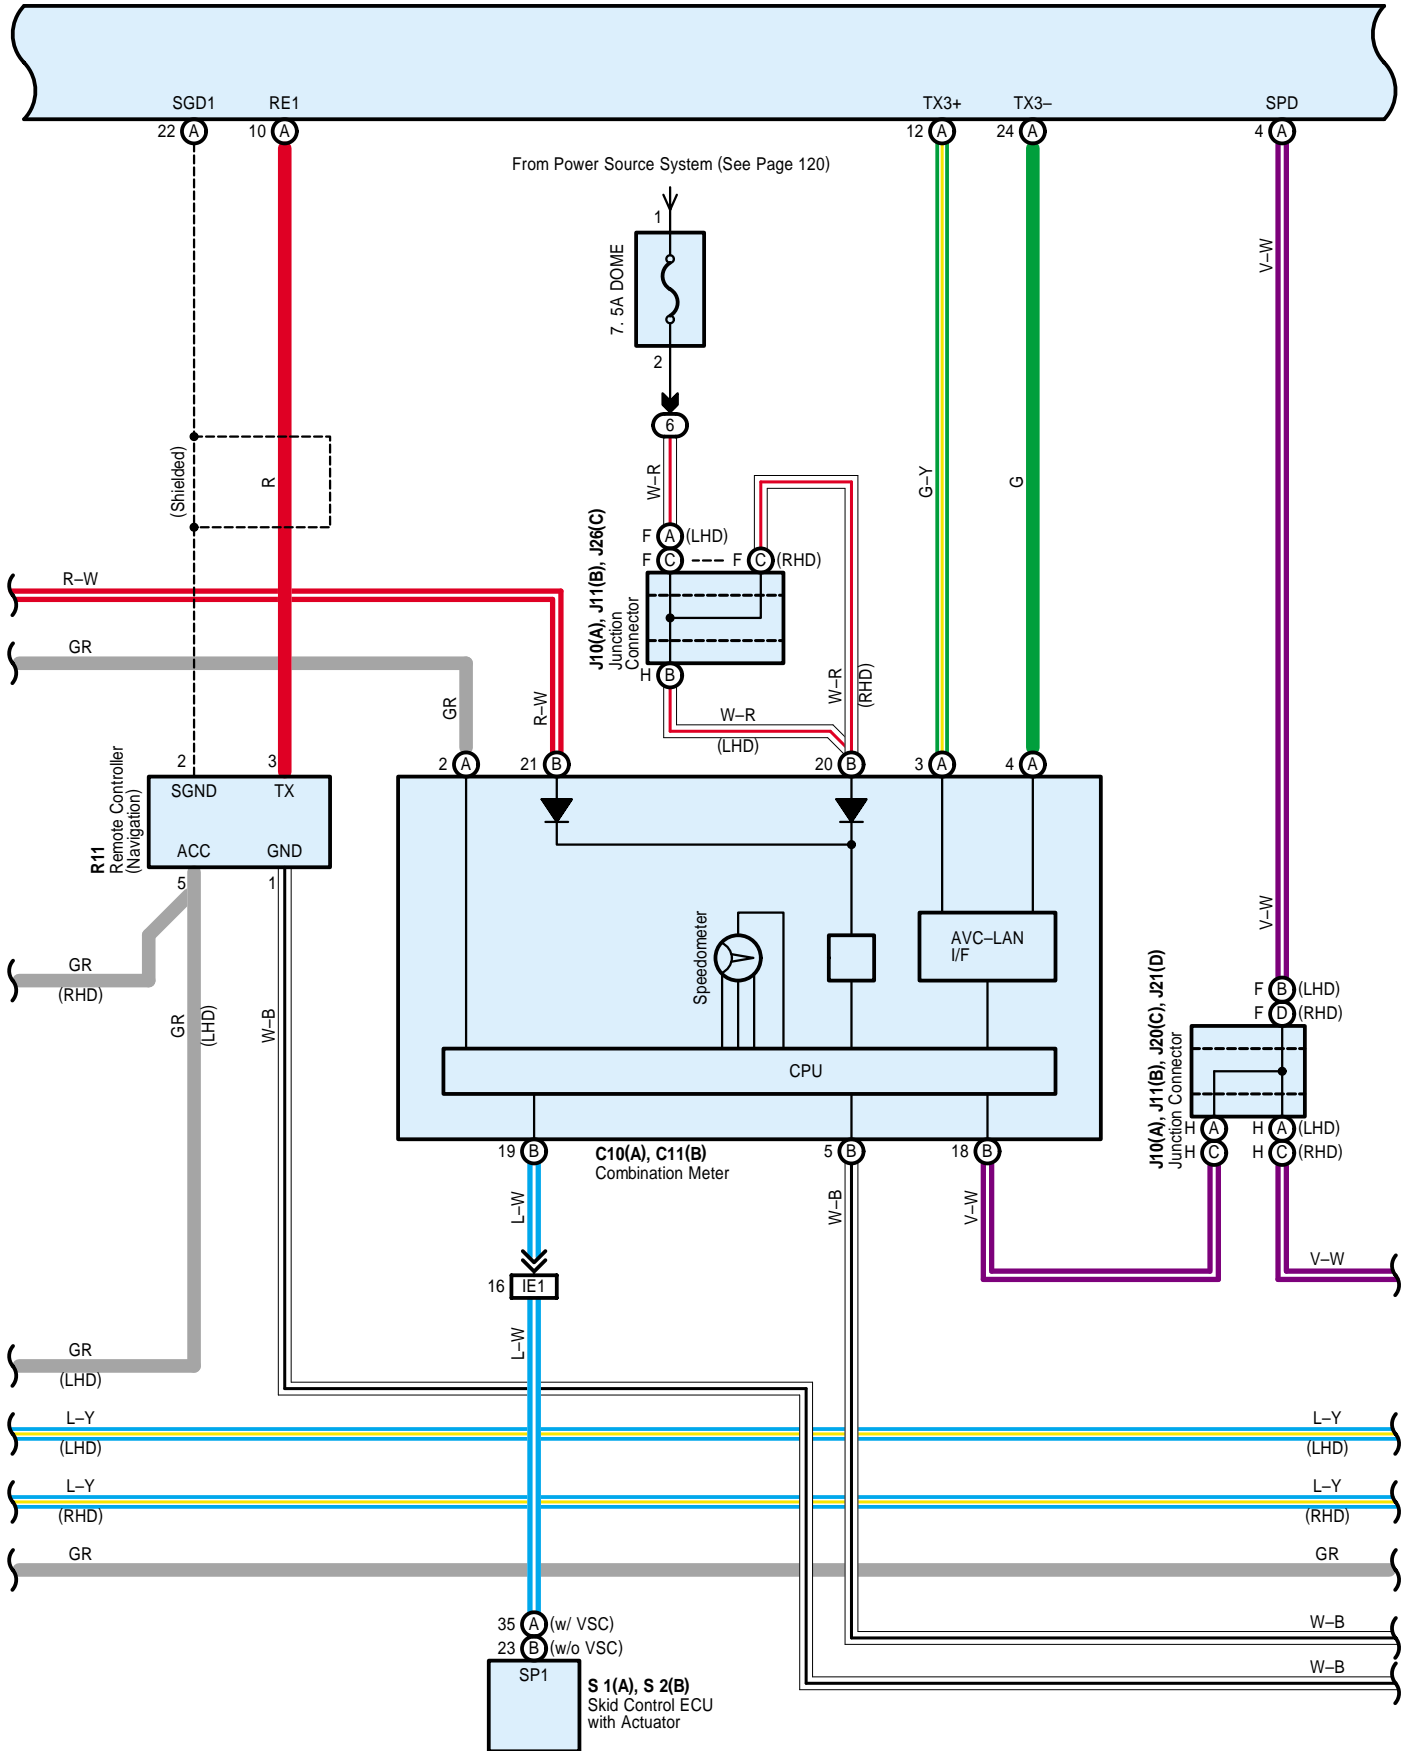 SGD1 RE1 TX3+ TX3– SPD
22 A 10 A 12 A 24 A 4 A
From Power Source System (See Page 120)
1
7. 5A DOME
2
6
V–W
(Shielded)
R
W–R
G–Y
G
F A (LHD)
F C F C (RHD)
J10(A), J11(B), J26(C)
Junction
Connector
H B
R–W
GR
GR
R–W
W–R
(LHD)
W–R
(RHD)
2 3
2 A 21 B 20 B 3 A 4 A
R11
Remote Controller
(Navigation)
SGND TX
ACC GND
5 1
GR
(RHD)
GR
(LHD)
W–B
Speedometer
AVC–LAN
I/F
CPU
V–W
F B (LHD)
F D (RHD)
J10(A), J11(B), J20(C), J21(D)
Junction Connector
H A H A (LHD)
H C H C (RHD)
19 B 5 B 18 B
C10(A), C11(B)
Combination Meter
L–W
W–B
V–W
V–W
16 IE1
L–W
GR
(LHD)
L–Y L–Y
(LHD) (LHD)
L–Y L–Y
(RHD) (RHD)
GR GR
35 A (w/ VSC)
23 B (w/o VSC)
W–B
W–B
SP1
S 1(A), S 2(B)
Skid Control ECU
with Actuator